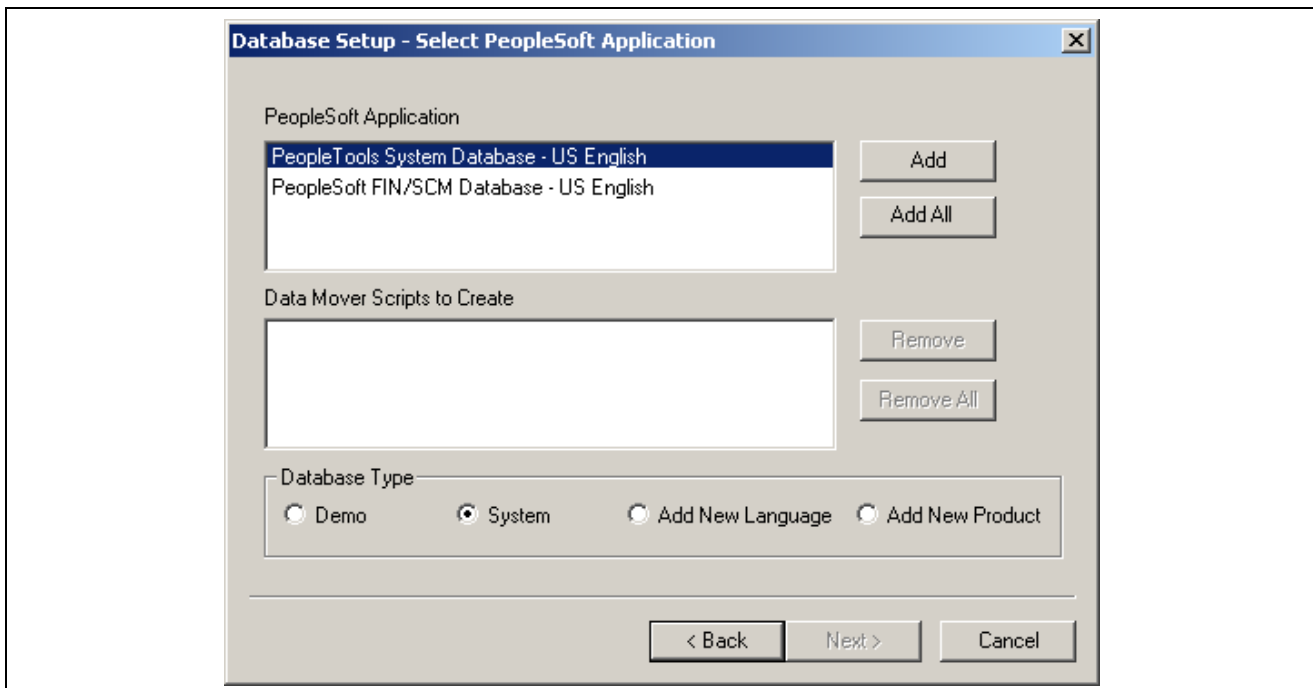 Database Setup - Select PeopleSoft Application
PeopleSoft Application
PeopleTools System Database - US English
PeopleSoft FIN/SCM Database - US English
Add
Add All
Data Mover Scripts to Create
Remove
Remove All
Database Type
Demo System Add New Language Add New Product
< Back Next > Cancel